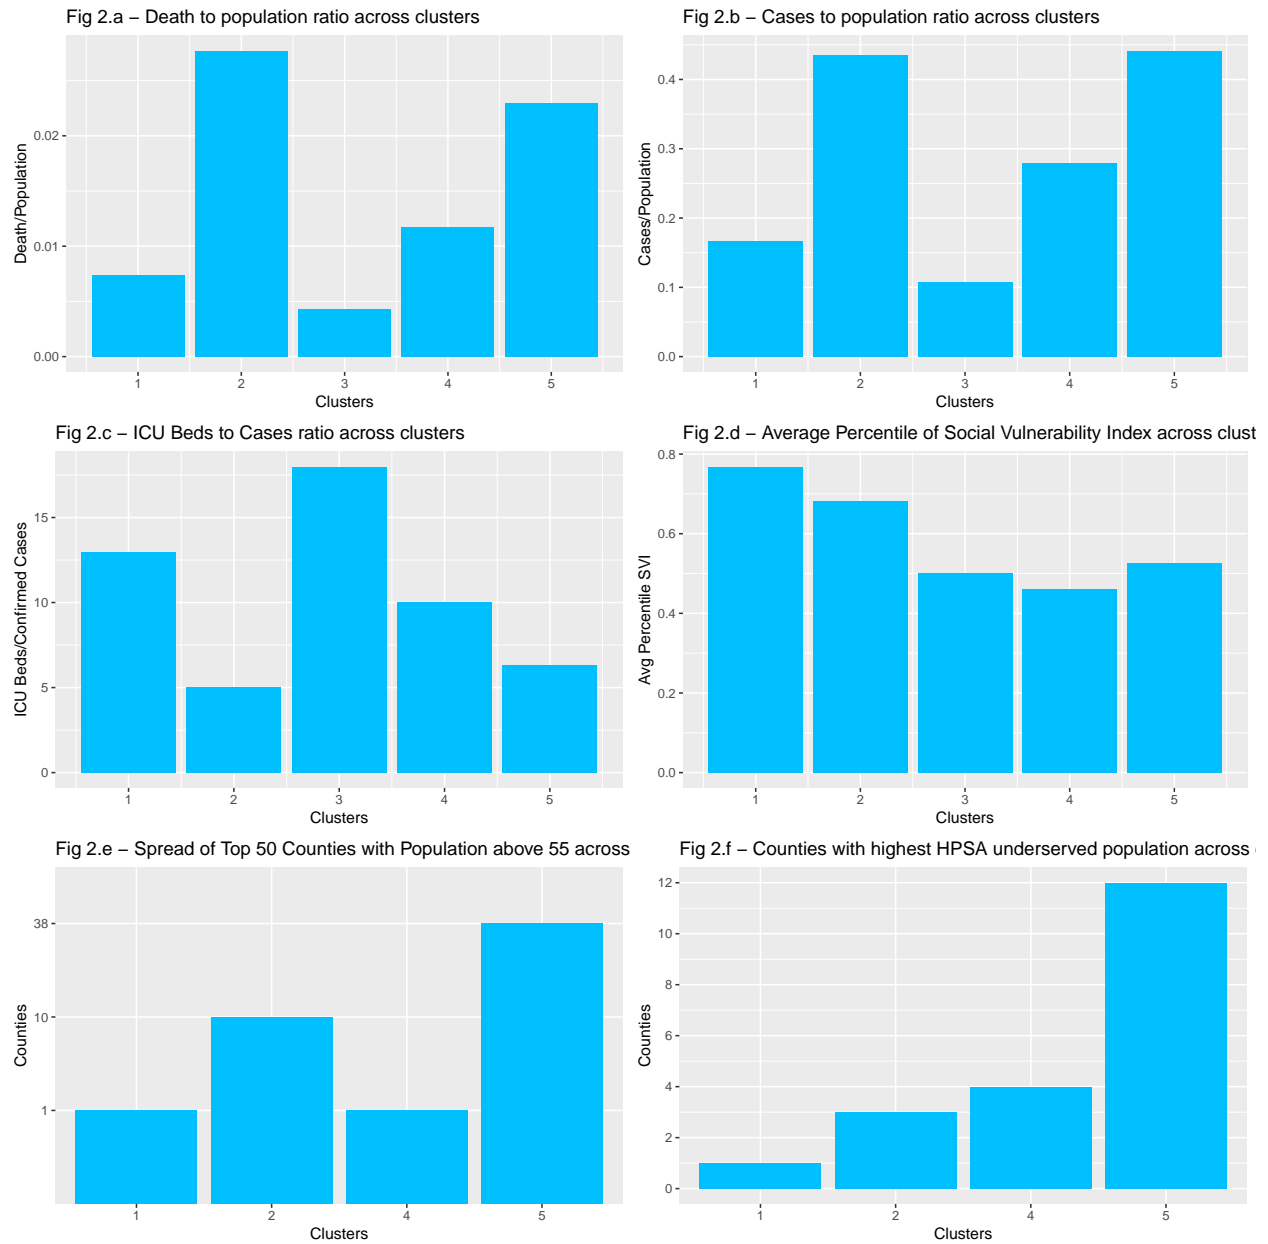 Fig 2.a − Death to population ratio across clusters
Death/Population
0.02
0.01
0.00
1 2 3 4 5
Clusters
Fig 2.b − Cases to population ratio across clusters
Cases/Population
0.4
0.3
0.2
0.1
0.0
1 2 3 4 5
Clusters
Fig 2.c − ICU Beds to Cases ratio across clusters
ICU Beds/Confirmed Cases
15
10
5
0
1 2 3 4 5
Clusters
Fig 2.d − Average Percentile of Social Vulnerability Index across clust
Avg Percentile SVI
0.8
0.6
0.4
0.2
0.0
1 2 3 4 5
Clusters
Fig 2.e − Spread of Top 50 Counties with Population above 55 across
Counties
38
10
1
1 2 4 5
Clusters
Fig 2.f − Counties with highest HPSA underserved population across
Counties
12
10
8
6
4
2
0
1 2 4 5
Clusters